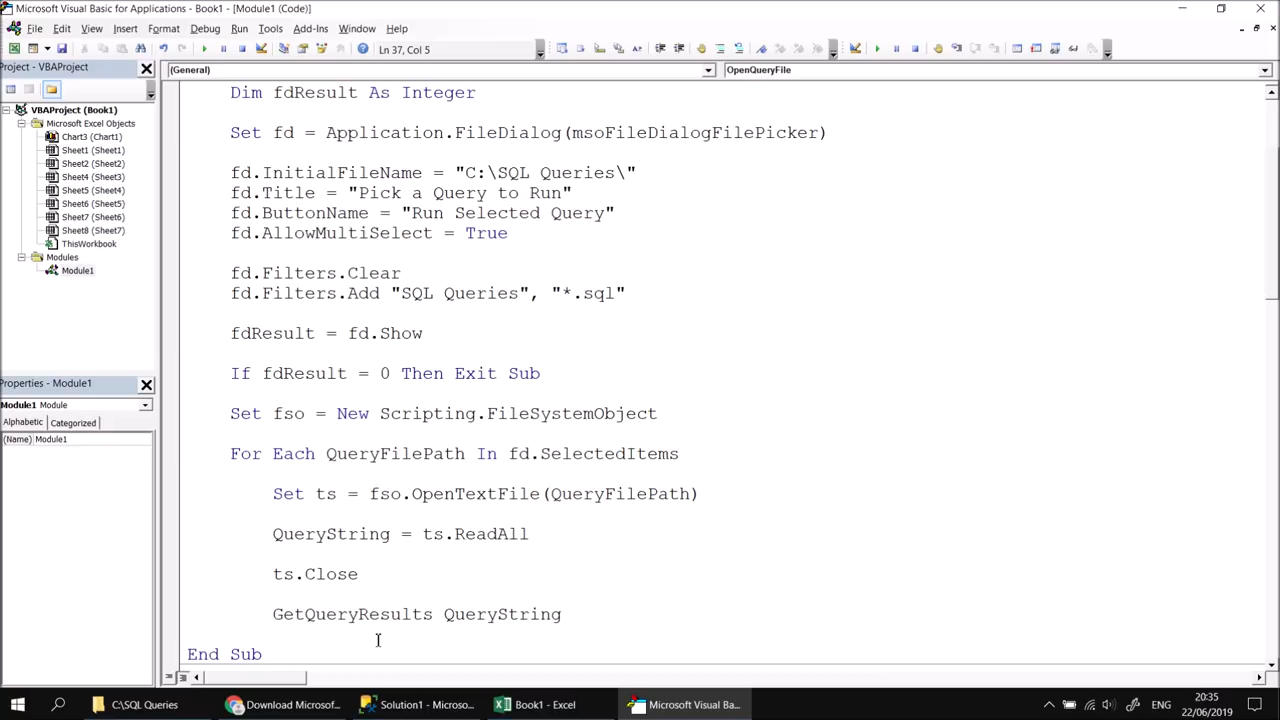 Microsoft Visual Basic for Applications - Book1 - [Module1 (Code)]
File Edit View Insert Format Debug Run Tools Add-Ins Window Help
Ln 37, Col 5
Project - VBAProject
(General)
OpenQueryFile
VBAProject (Book1)
Microsoft Excel Objects
Chart3 (Chart1)
Sheet1 (Sheet1)
Sheet2 (Sheet2)
Sheet4 (Sheet3)
Sheet5 (Sheet4)
Sheet6 (Sheet5)
Sheet7 (Sheet6)
Sheet8 (Sheet7)
ThisWorkbook
Modules
Module1
Properties - Module1
Module1 Module
Alphabetic Categorized
(Name) Module1
Dim fdResult As Integer
Set fd = Application.FileDialog(msoFileDialogFilePicker)
fd.InitialFileName = "C:\SQL Queries\"
fd.Title = "Pick a Query to Run"
fd.ButtonName = "Run Selected Query"
fd.AllowMultiSelect = True
fd.Filters.Clear
fd.Filters.Add "SQL Queries", "*.sql"
fdResult = fd.Show
If fdResult = 0 Then Exit Sub
Set fso = New Scripting.FileSystemObject
For Each QueryFilePath In fd.SelectedItems
Set ts = fso.OpenTextFile(QueryFilePath)
QueryString = ts.ReadAll
ts.Close
GetQueryResults QueryString
End Sub
C:\SQL Queries
Download Microsof...
Solution1 - Microso...
Book1 - Excel
Microsoft Visual Ba...
ENG
20:35
22/06/2019